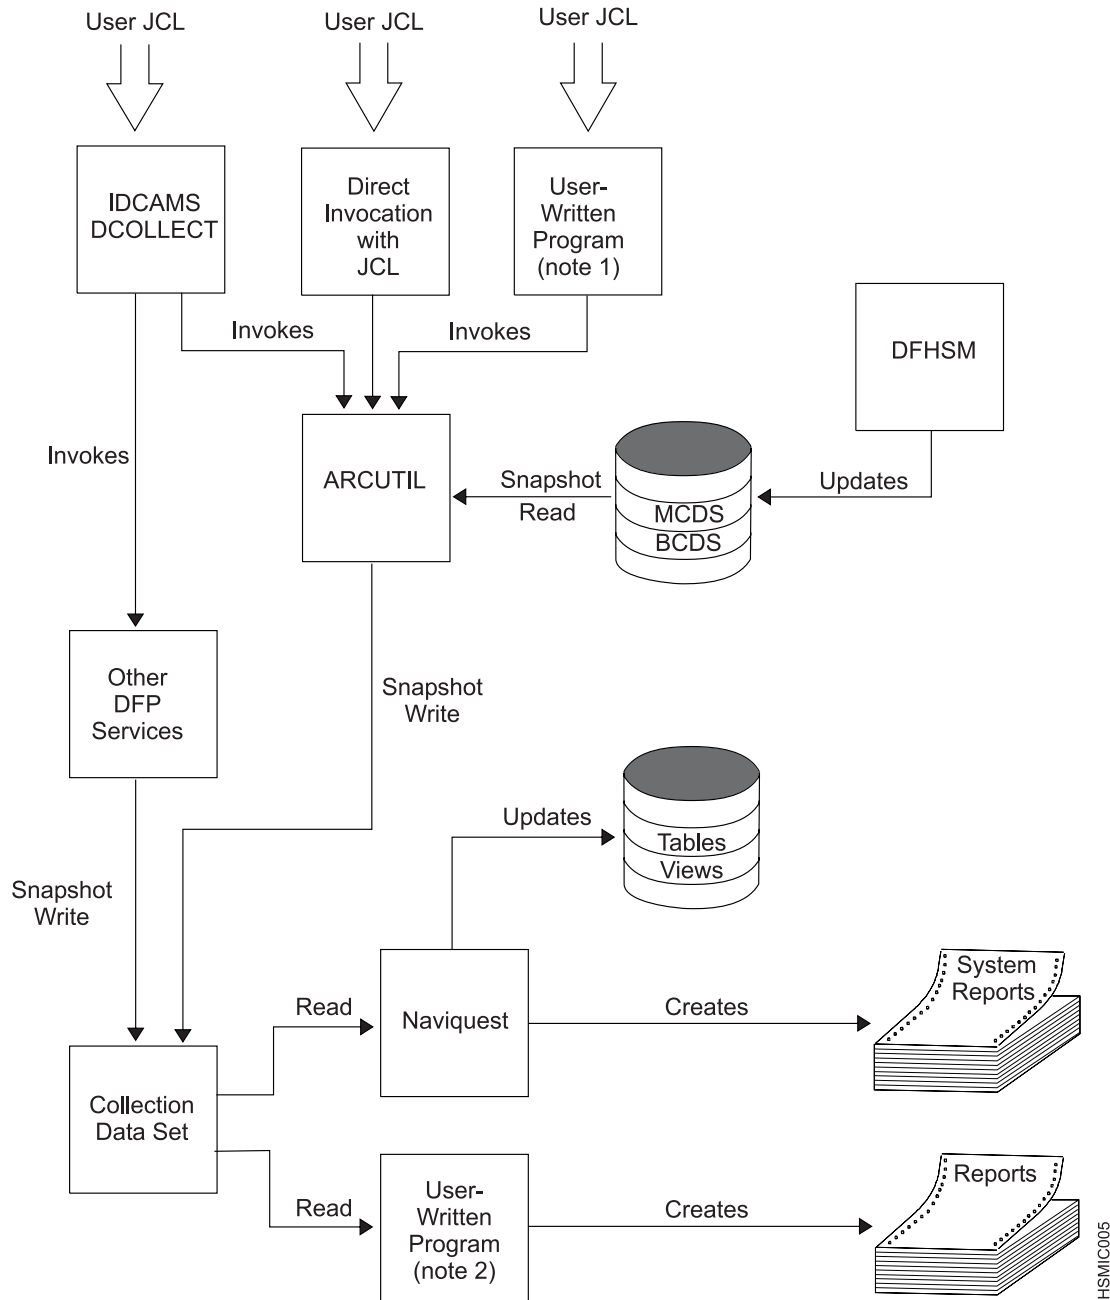 User JCL
User JCL
User JCL
IDCAMS
DCOLLECT
Direct
Invocation
with
JCL
User-
Written
Program
(note 1)
Invokes
Invokes
DFHSM
Invokes
ARCUTIL
Snapshot
Read
MCDS
BCDS
Updates
Other
DFP
Services
Snapshot
Write
Updates
Tables
Views
Snapshot
Write
Read
Naviquest
Creates
System
Reports
Collection
Data Set
Read
User-
Written
Program
(note 2)
Creates
Reports
HSMIC005